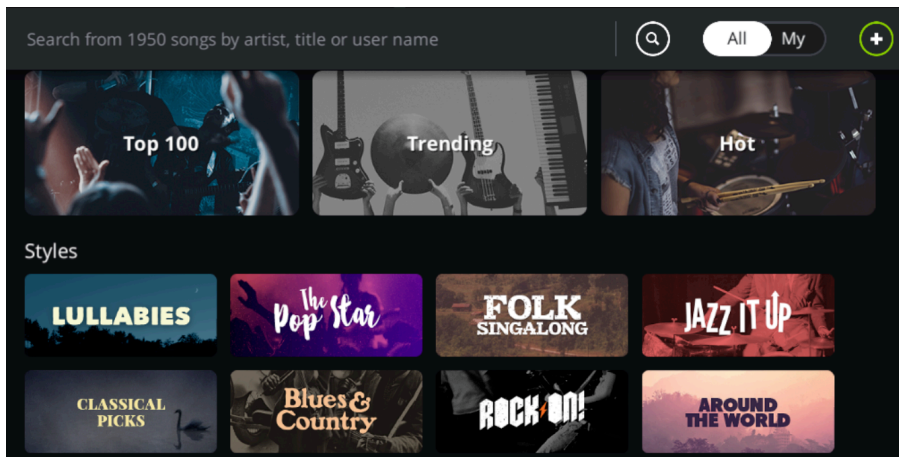 Search from 1950 songs by artist, title or user name
All
My
Top 100
Trending
Hot
Styles
LULLABIES
The
Pop Star
FOLK
SINGALONG
JAZZ IT UP
CLASSICAL
PICKS
Blues &
Country
ROCK ON!
AROUND
THE WORLD